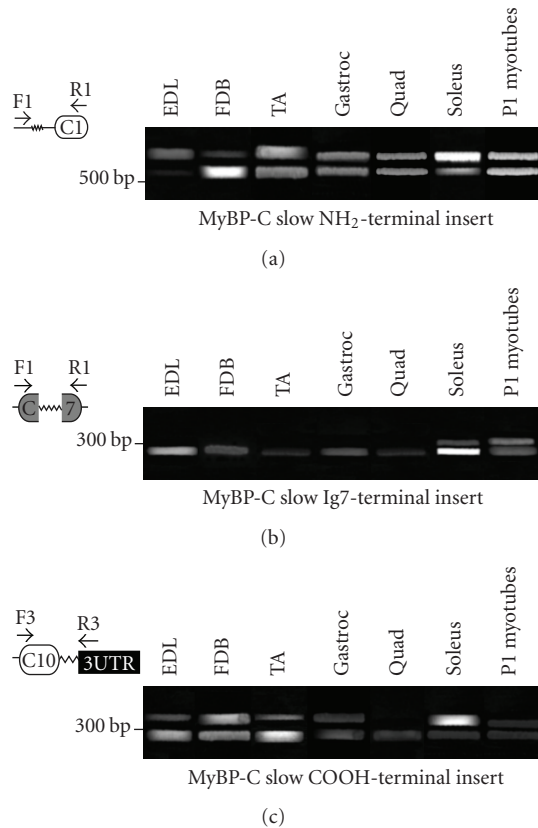 EDL FDB TA Gastroc Quad Soleus P1 myotubes
F1 R1
C1
500 bp
MyBP-C slow NH₂-terminal insert
(a)
EDL FDB TA Gastroc Quad Soleus P1 myotubes
F1 R1
C 7
300 bp
MyBP-C slow Ig7-terminal insert
(b)
EDL FDB TA Gastroc Quad Soleus P1 myotubes
F3 R3
C10 3UTR
300 bp
MyBP-C slow COOH-terminal insert
(c)